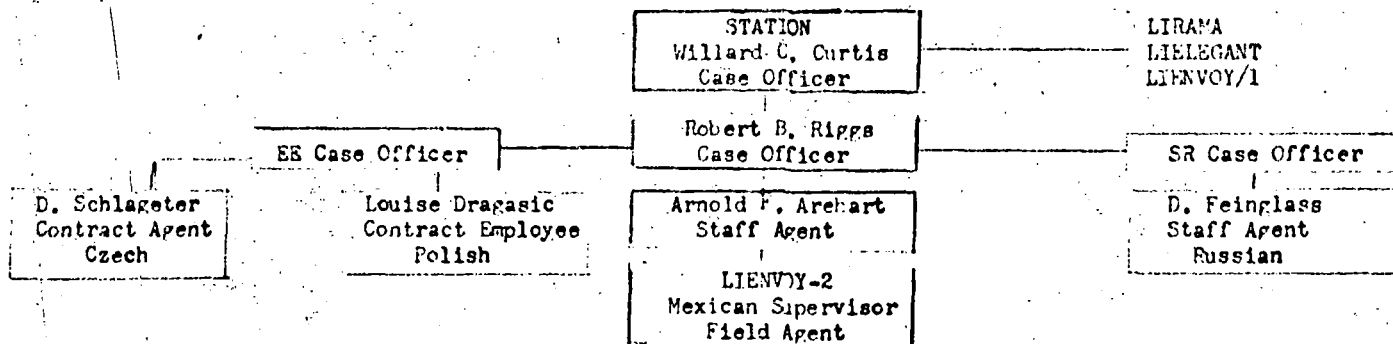 STATION
Willard C. Curtis
Case Officer
LIRAMA
LIELEGANT
LIENVOY/1
EE Case Officer
Robert B. Riggs
Case Officer
SR Case Officer
D. Schlageter
Contract Agent
Czech
Louise Dragasic
Contract Employee
Polish
Arnold F. Arehart
Staff Agent
D. Feinglass
Staff Agent
Russian
LIENVOY-2
Mexican Supervisor
Field Agent